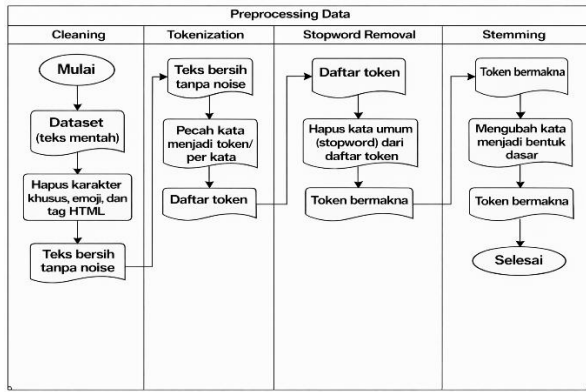 Preprocessing Data
Cleaning
Mulai
Dataset
(teks mentah)
Hapus karakter
khusus, emoji, dan
tag HTML
Teks bersih
tanpa noise
Tokenization
Teks bersih
tanpa noise
Pecah kata
menjadi token/
per kata
Daftar token
Stopword Removal
Daftar token
Hapus kata umum
(stopword) dari
daftar token
Token bermakna
Stemming
Token bermakna
Mengubah kata
menjadi bentuk
dasar
Token bermakna
Selesai